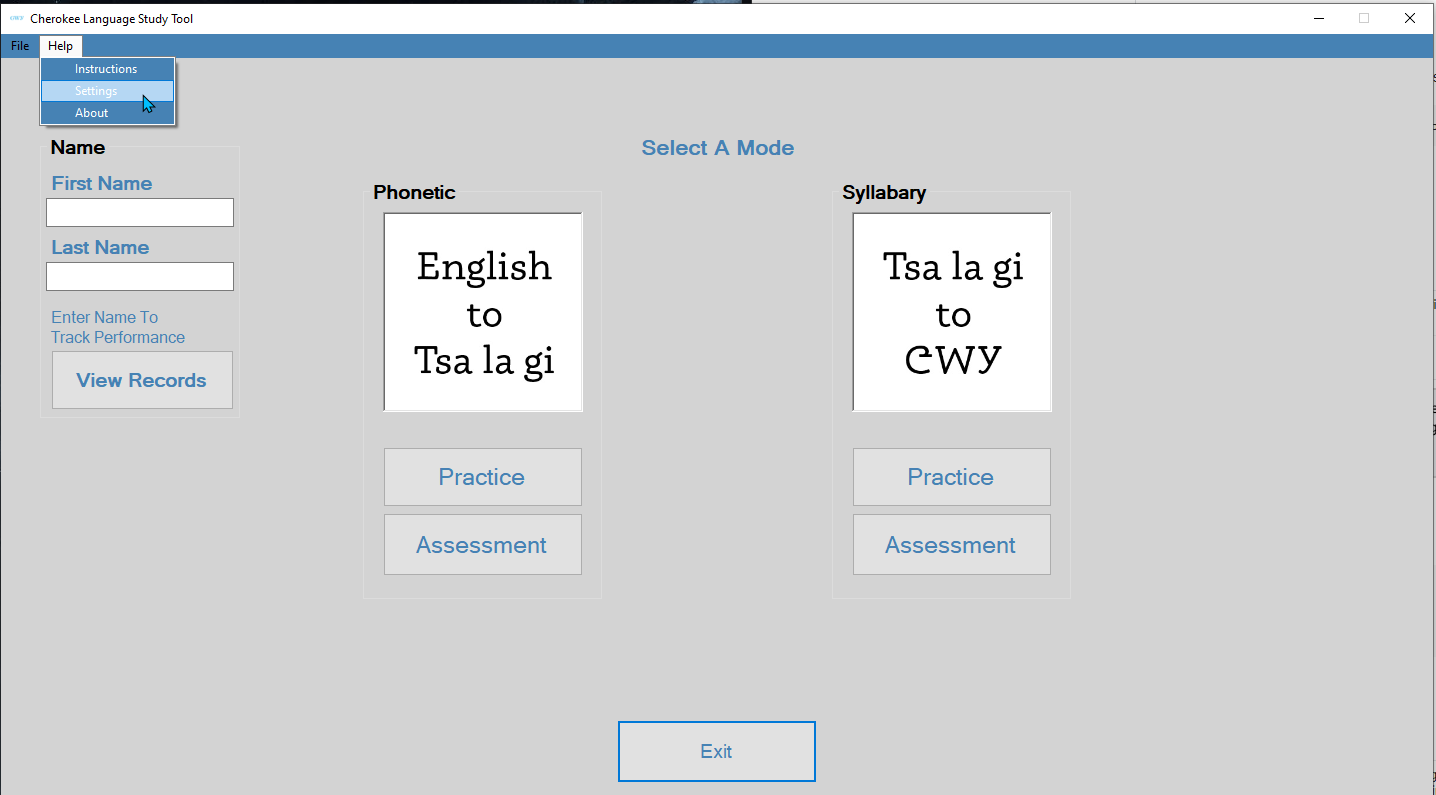 Cherokee Language Study Tool
File Help
Instructions
Settings
About
Name
First Name
Last Name
Enter Name To
Track Performance
View Records
Select A Mode
Phonetic
English
to
Tsa la gi
Practice
Assessment
Syllabary
Tsa la gi
to
ᏣᎳᎩ
Practice
Assessment
Exit